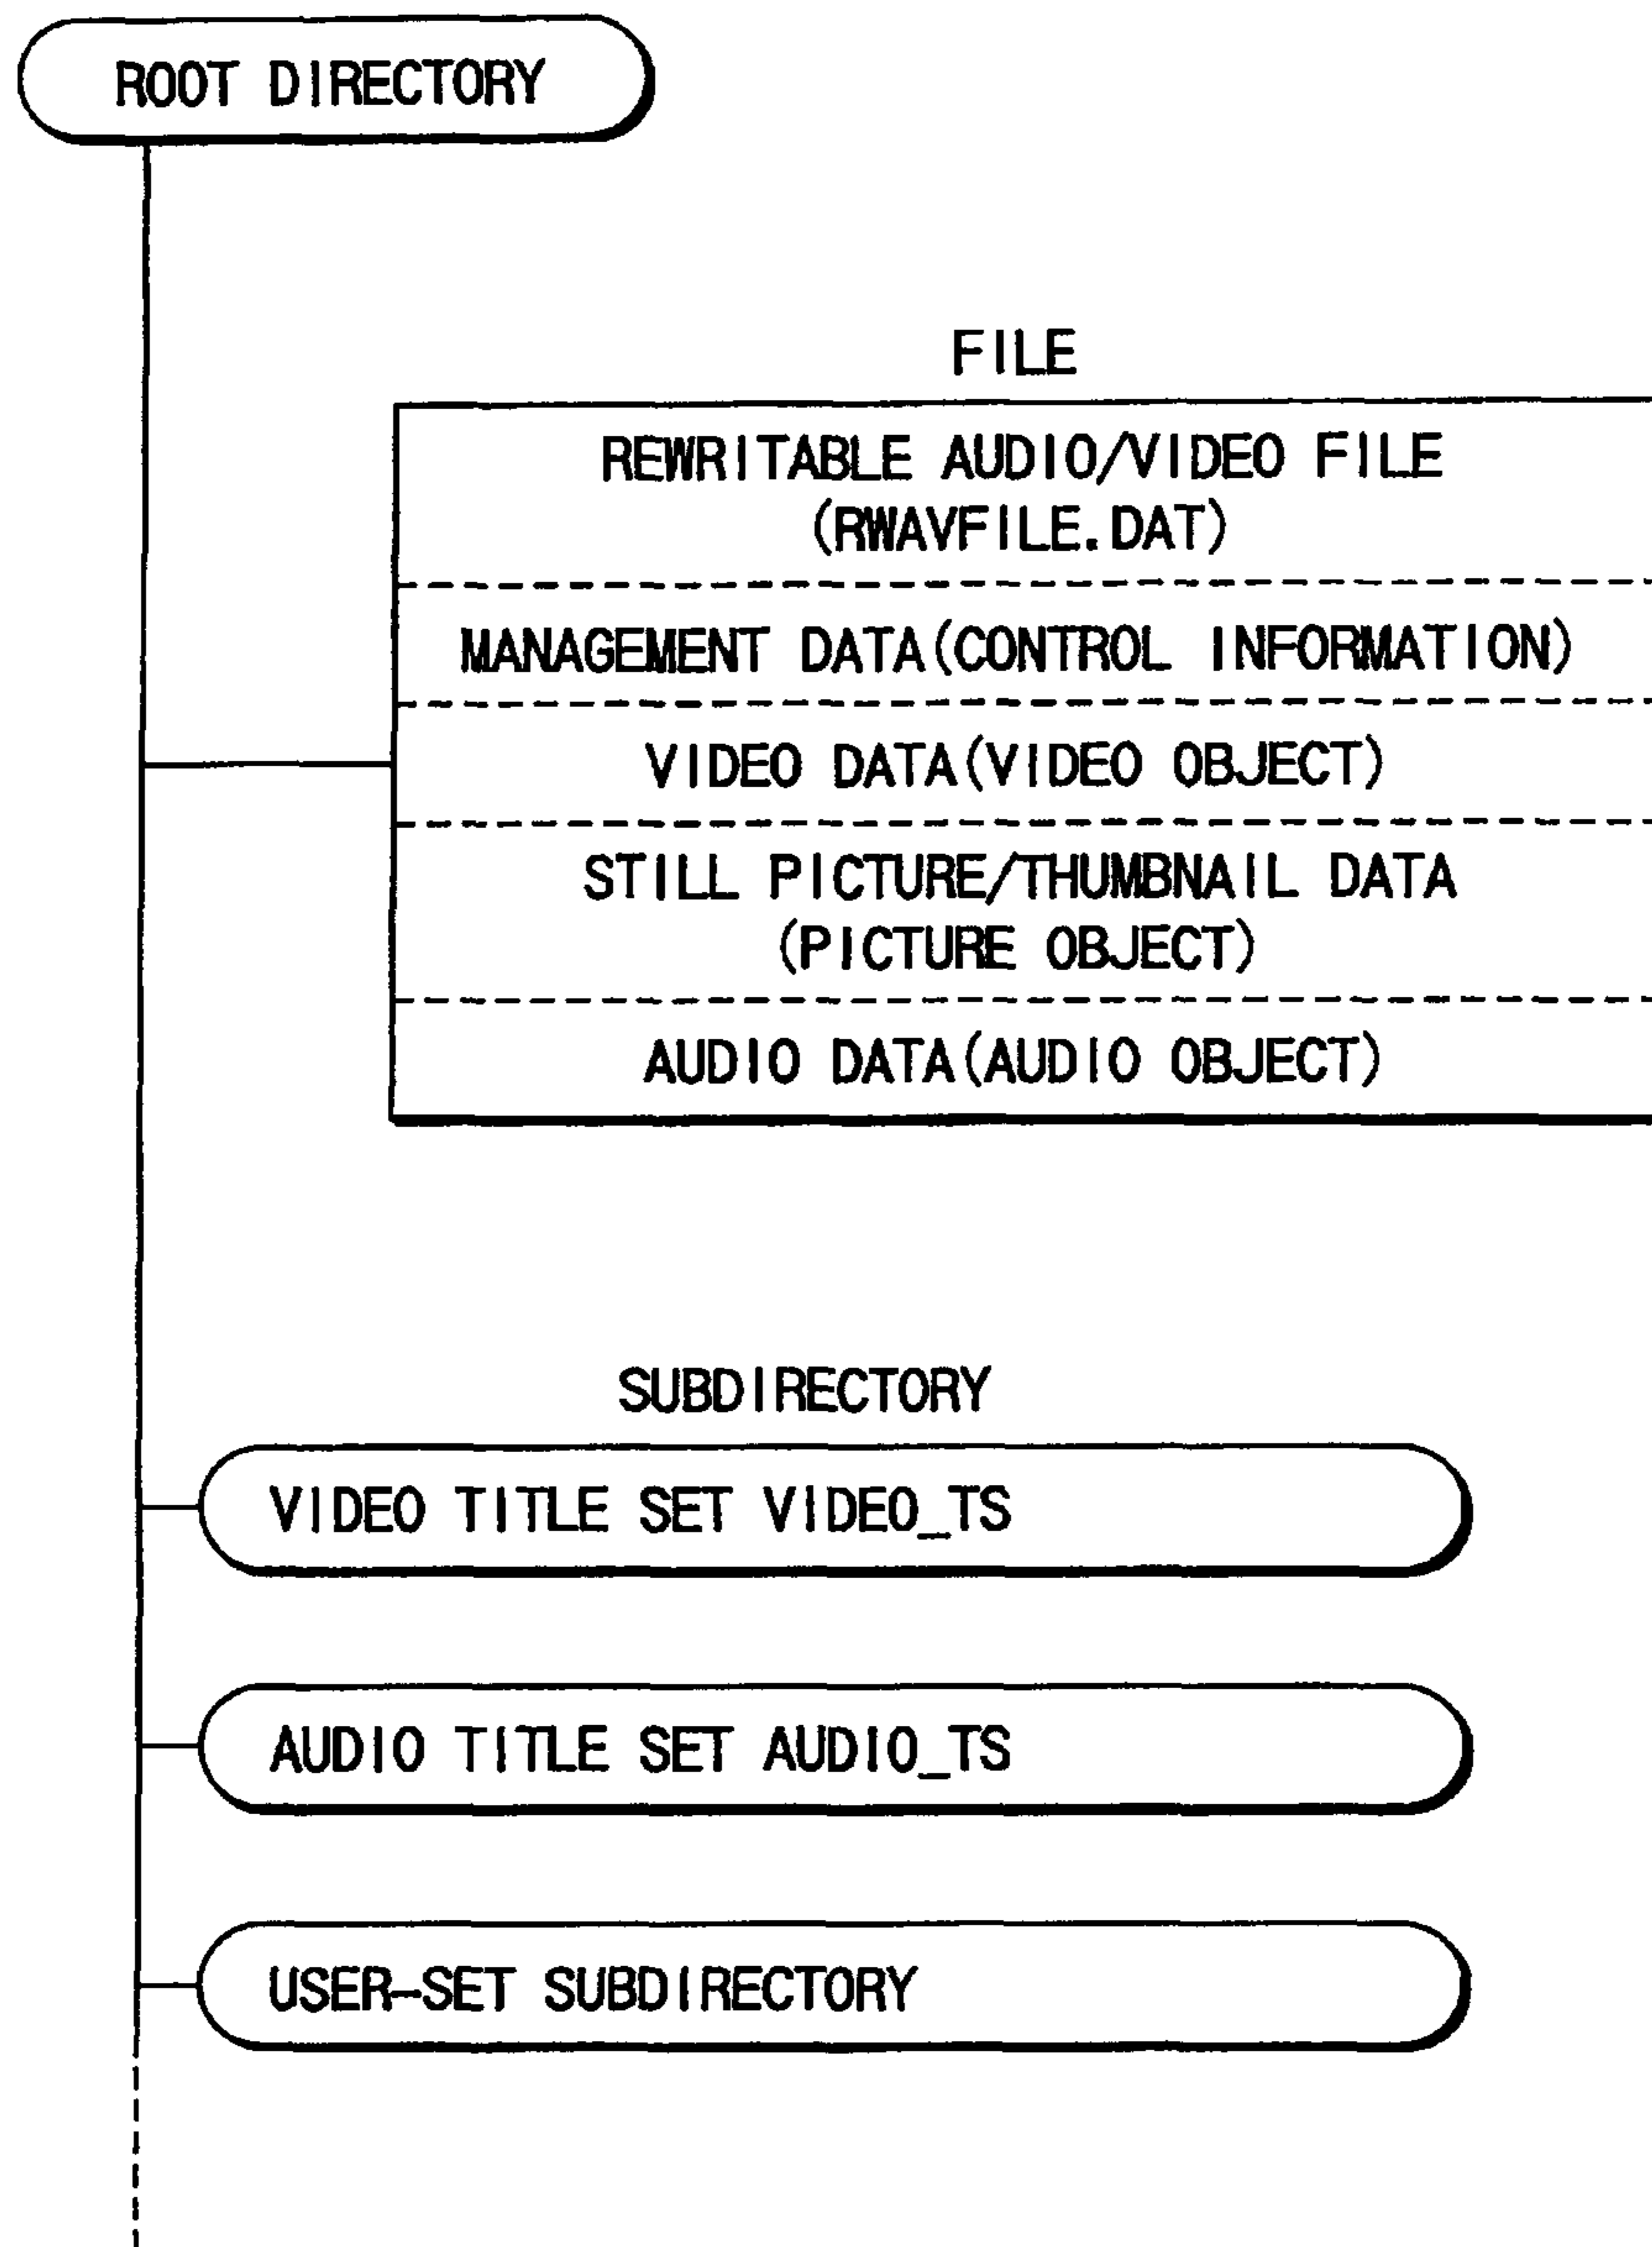 ROOT DIRECTORY
FILE
REWRITABLE AUDIO/VIDEO FILE
(RWAVFILE.DAT)
MANAGEMENT DATA(CONTROL INFORMATION)
VIDEO DATA(VIDEO OBJECT)
STILL PICTURE/THUMBNAIL DATA
(PICTURE OBJECT)
AUDIO DATA(AUDIO OBJECT)
SUBDIRECTORY
VIDEO TITLE SET VIDEO_TS
AUDIO TITLE SET AUDIO_TS
USER-SET SUBDIRECTORY